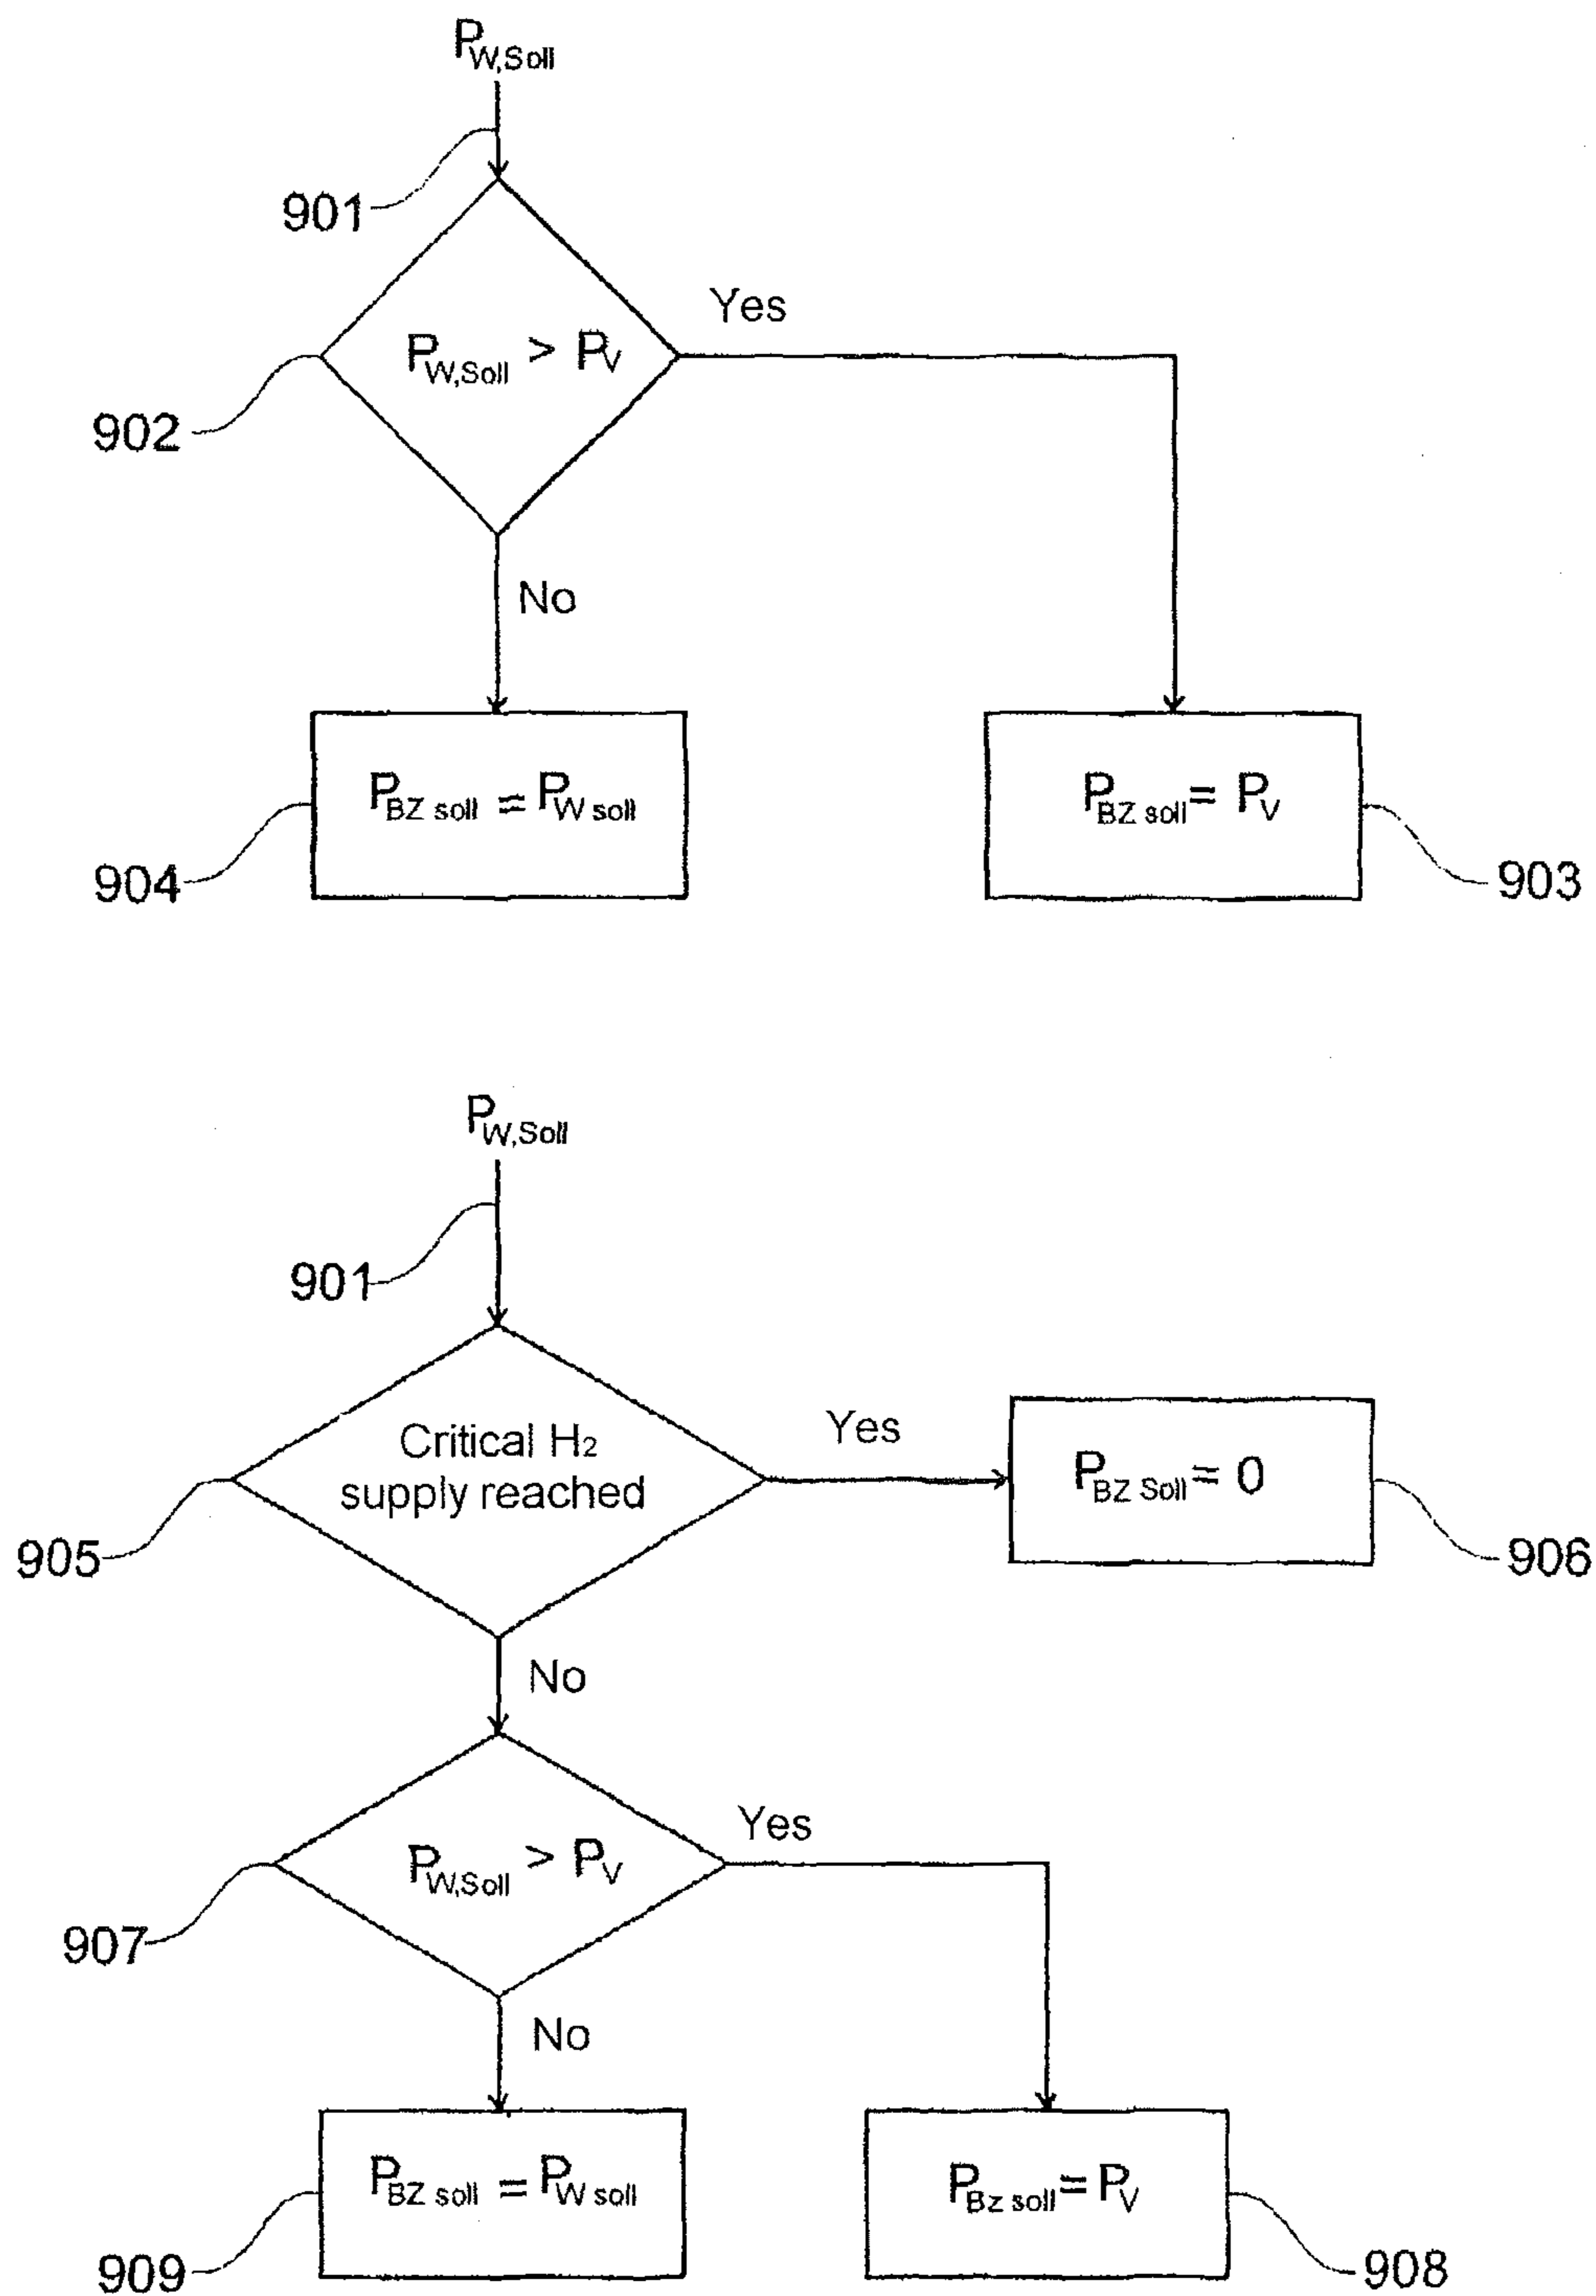 P_W,Soll
901
Yes
P_W,Soll > P_V
902
No
P_BZ soll = P_W soll
P_BZ soll = P_V
904
903
P_W,Soll
901
Yes
Critical H₂
supply reached
P_BZ Soll = 0
905
906
No
Yes
P_W,Soll > P_V
907
No
P_BZ soll = P_W soll
P_Bz soll = P_V
909
908